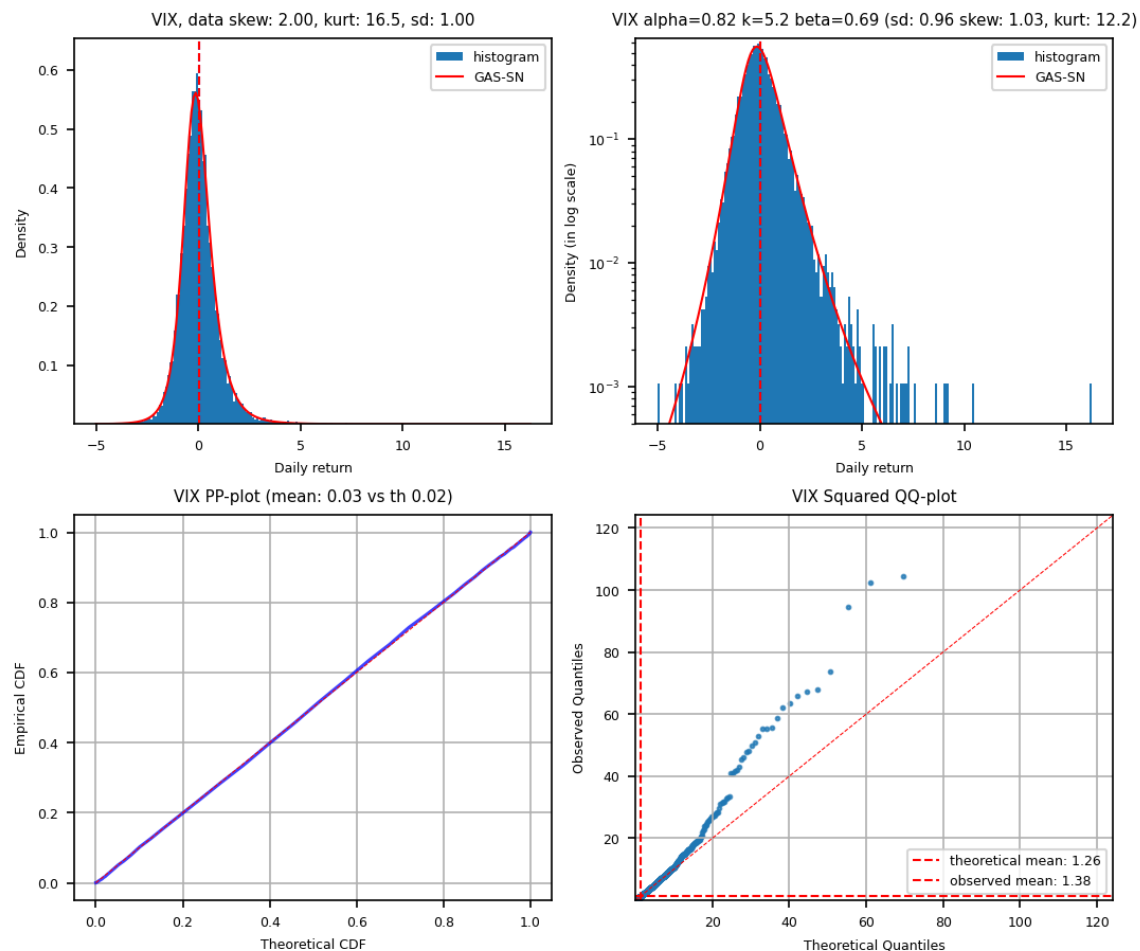 VIX, data skew: 2.00, kurt: 16.5, sd: 1.00
histogram
GAS-SN
Density
0.6
0.5
0.4
0.3
0.2
0.1
−5
0
5
10
15
Daily return
VIX alpha=0.82 k=5.2 beta=0.69 (sd: 0.96 skew: 1.03, kurt: 12.2)
histogram
GAS-SN
Density (in log scale)
10⁻¹
10⁻²
10⁻³
−5
0
5
10
15
Daily return
VIX PP-plot (mean: 0.03 vs th 0.02)
Empirical CDF
1.0
0.8
0.6
0.4
0.2
0.0
0.0
0.2
0.4
0.6
0.8
1.0
Theoretical CDF
VIX Squared QQ-plot
Observed Quantiles
120
100
80
60
40
20
theoretical mean: 1.26
observed mean: 1.38
20
40
60
80
100
120
Theoretical Quantiles